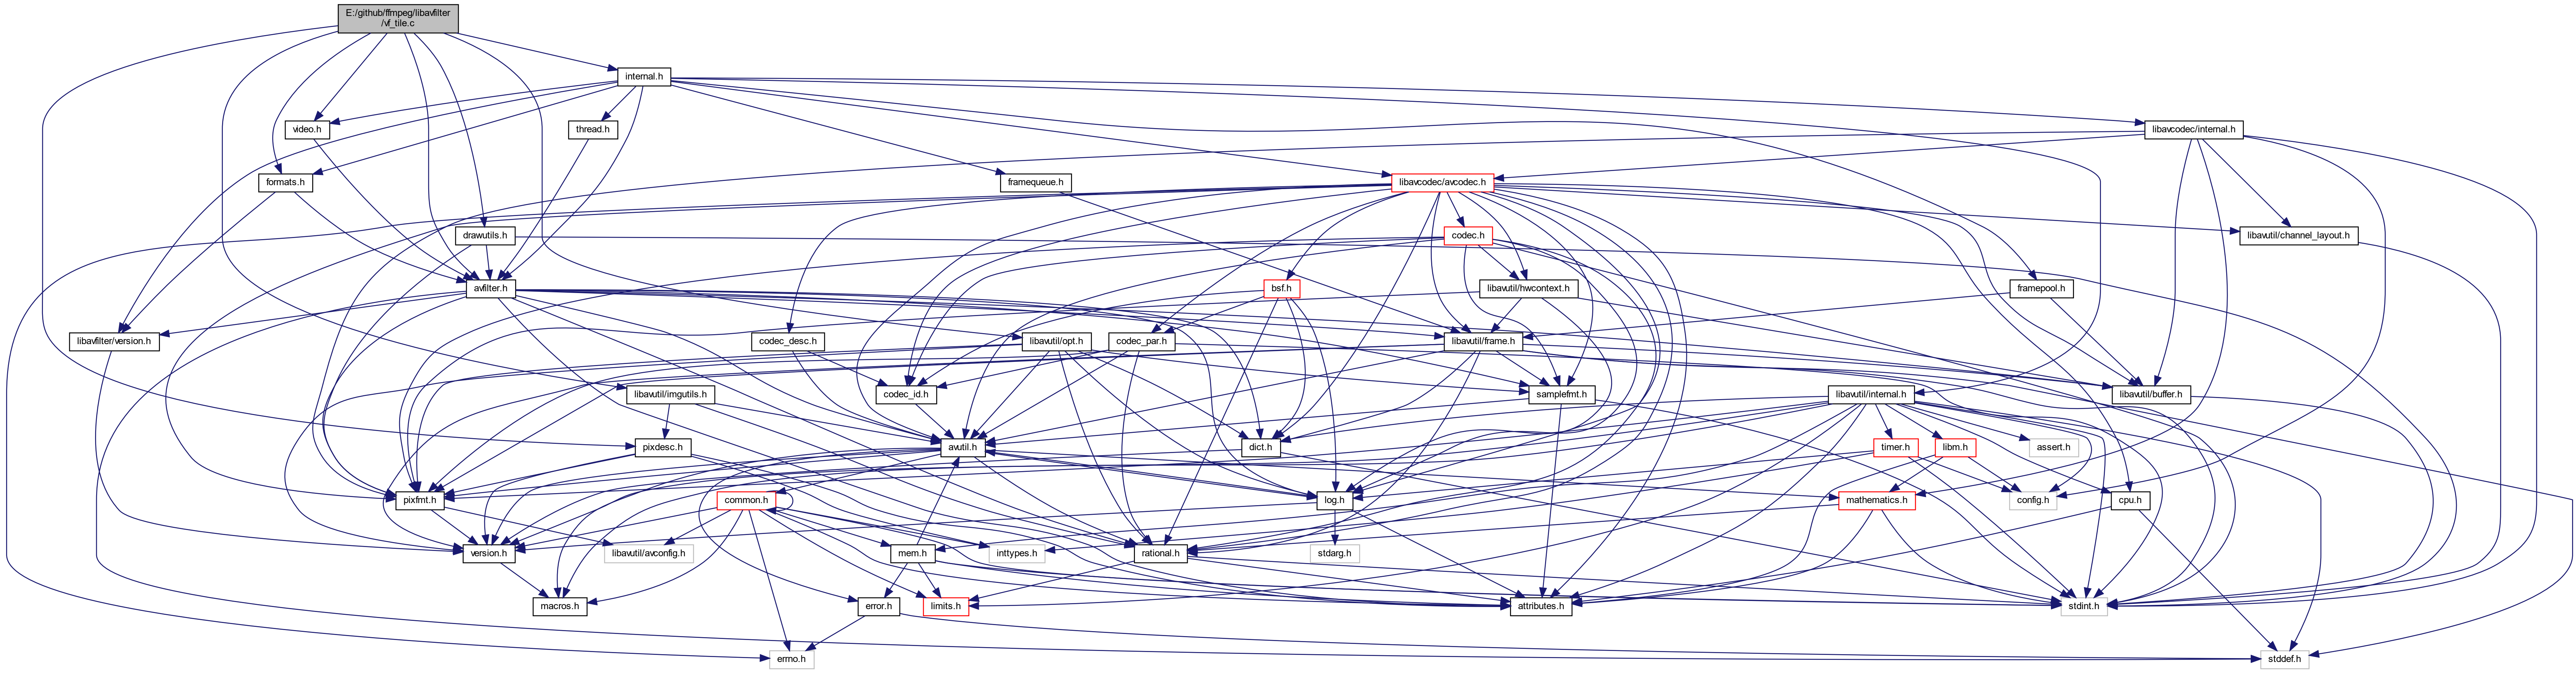 E:/github/ffmpeg/libavfilter
/vf_tile.c
internal.h
video.h
thread.h
libavcodec/internal.h
formats.h
framequeue.h
libavcodec/avcodec.h
drawutils.h
codec.h
libavutil/channel_layout.h
avfilter.h
bsf.h
libavutil/hwcontext.h
framepool.h
libavfilter/version.h
codec_desc.h
libavutil/opt.h
codec_par.h
libavutil/frame.h
libavutil/imgutils.h
codec_id.h
samplefmt.h
libavutil/internal.h
libavutil/buffer.h
pixdesc.h
avutil.h
dict.h
timer.h
libm.h
assert.h
pixfmt.h
common.h
log.h
mathematics.h
config.h
cpu.h
version.h
libavutil/avconfig.h
mem.h
inttypes.h
rational.h
stdarg.h
macros.h
error.h
limits.h
attributes.h
stdint.h
errno.h
stddef.h